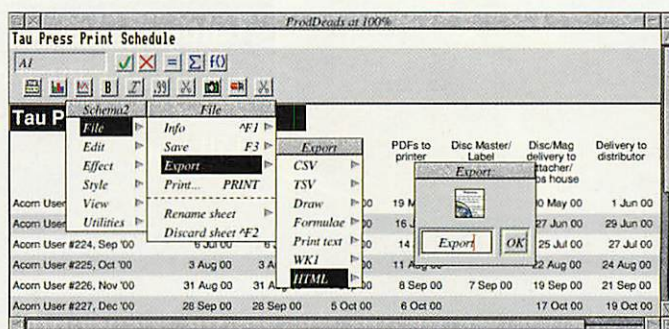 ProdDeads at 100%
Tau Press Print Schedule
A1
= Σ f()
B I .99
Tau P
Schema2
File
Edit
Effect
Style
View
Utilities
File
Info ^F1
Save F3
Export
Print... PRINT
Rename sheet
Discard sheet ^F2
Export
CSV
TSV
Draw
Formulae
Print text
WK1
HTML
Export
Export OK
PDFs to printer
Disc Master/ Label
Disc/Mag delivery to
Delivery to distributor
Acorn User 1 Jun 00
Acorn User 16 27 Jun 00 29 Jun 00
Acorn User #224, Sep '00 6 Jul 00 14 25 Jul 00 27 Jul 00
Acorn User #225, Oct '00 3 Aug 00 22 Aug 00 24 Aug 00
Acorn User #226, Nov '00 31 Aug 00 8 Sep 00 7 Sep 00 19 Sep 00 21 Sep 00
Acorn User #227, Dec '00 28 Sep 00 28 Sep 00 5 Oct 00 6 Oct 00 17 Oct 00 19 Oct 00